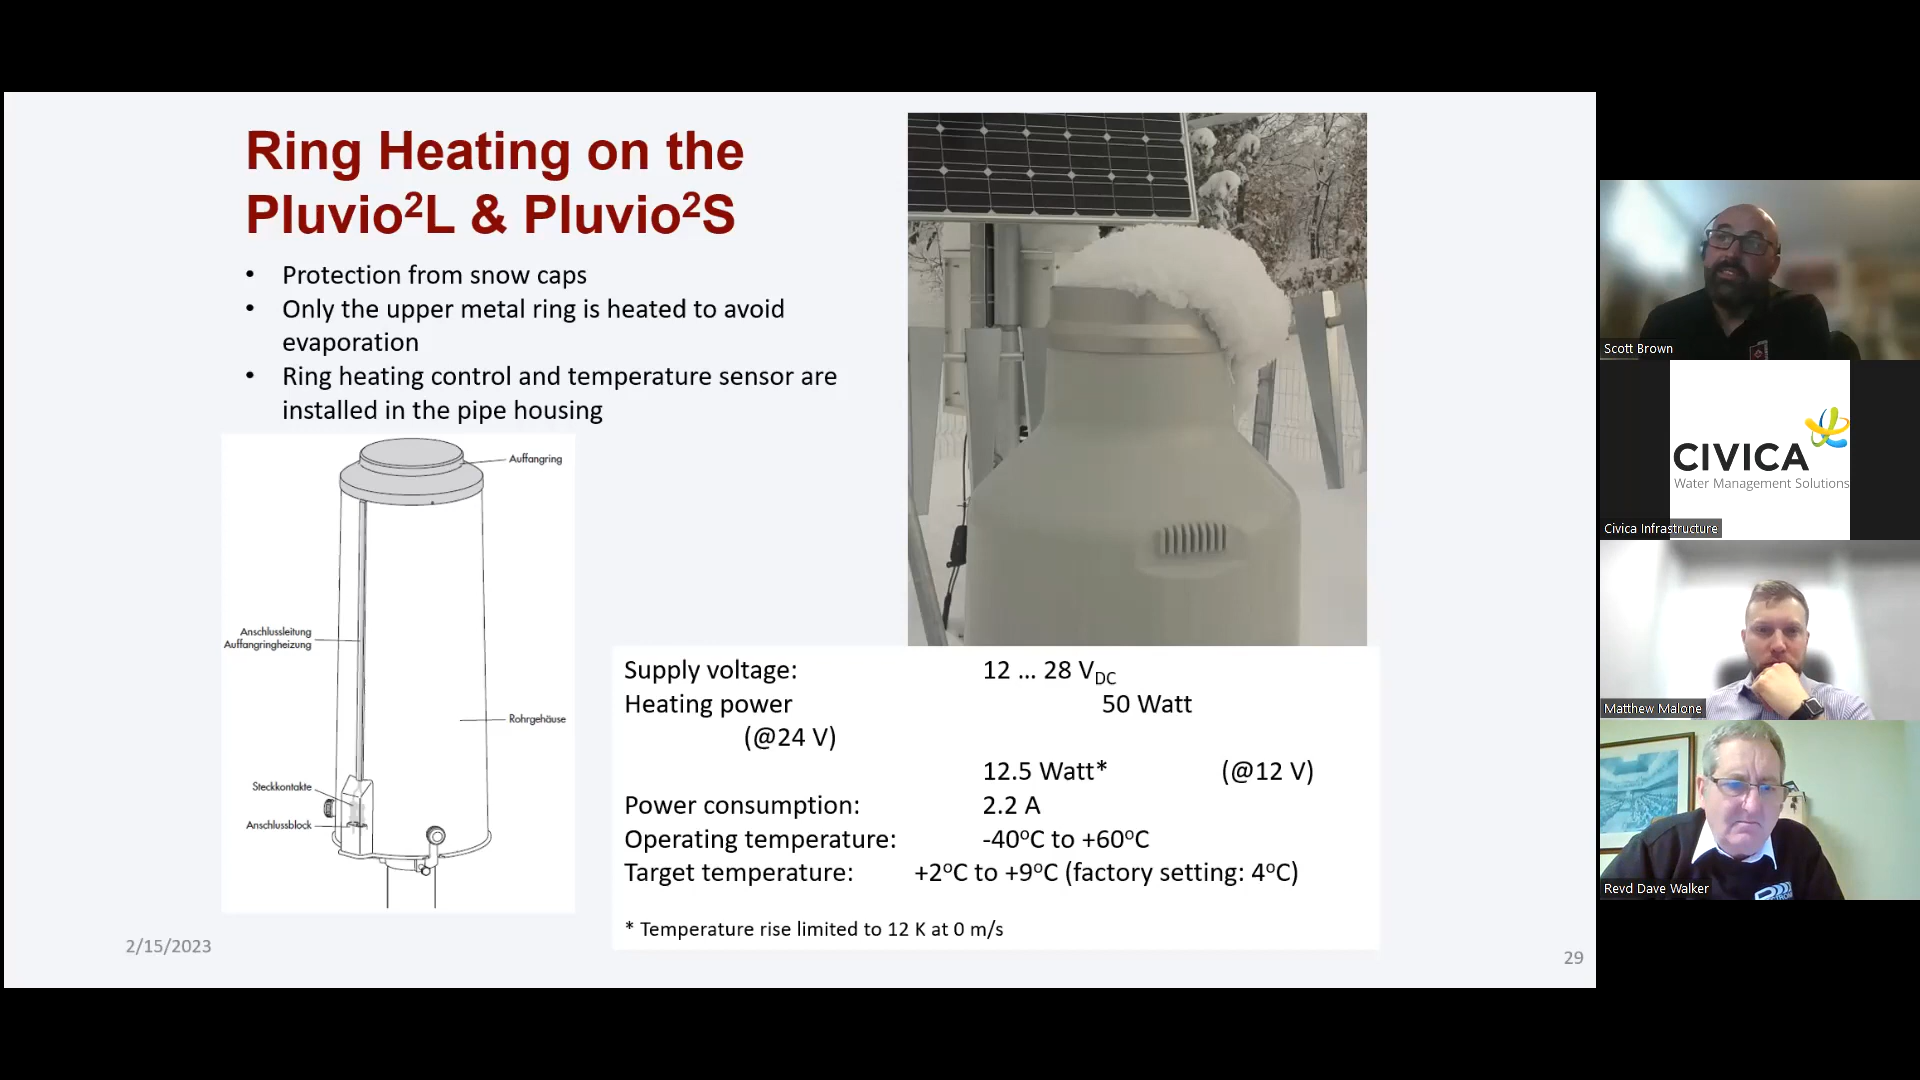 Ring Heating on the
Pluvio²L & Pluvio²S
• Protection from snow caps
• Only the upper metal ring is heated to avoid
evaporation
• Ring heating control and temperature sensor are
installed in the pipe housing
Auffangring
Anschlussleitung
Auffangringheizung
Rohrgehäuse
Steckkontakte
Anschlussblock
Supply voltage: 12 ... 28 VDC
Heating power 50 Watt
(@24 V)
12.5 Watt* (@12 V)
Power consumption: 2.2 A
Operating temperature: -40ºC to +60ºC
Target temperature: +2ºC to +9ºC (factory setting: 4ºC)
* Temperature rise limited to 12 K at 0 m/s
2/15/2023
29
Scott Brown
CIVICA
Water Management Solutions
Civica Infrastructure
Matthew Malone
Revd Dave Walker